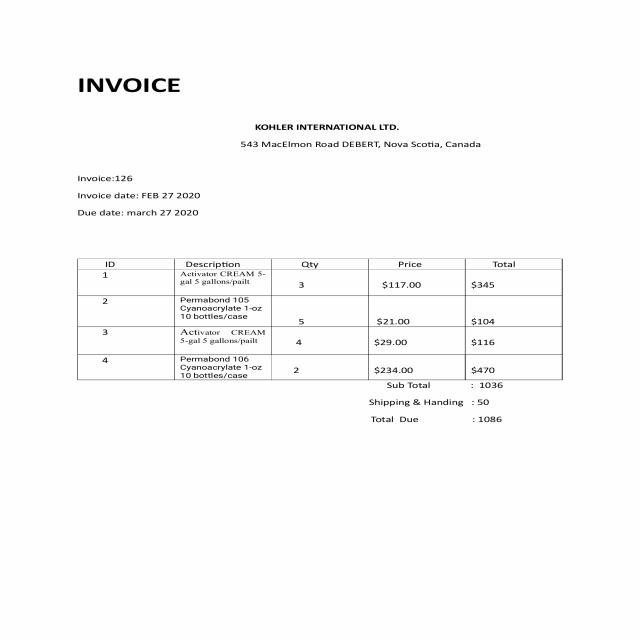 INVOICE
KOHLER INTERNATIONAL LTD.
543 MacElmon Road DEBERT, Nova Scotia, Canada
Invoice:126
Invoice date: FEB 27 2020
Due date: march 27 2020
ID Description Qty Price Total
1 Activator CREAM 5-
gal 5 gallons/pailt
3 $117.00 $345
2 Permabond 105
Cyanoacrylate 1-oz
10 bottles/case
5 $21.00 $104
3 Activator CREAM
5-gal 5 gallons/pailt
4 $29.00 $116
4 Permabond 106
Cyanoacrylate 1-oz
10 bottles/case
2 $234.00 $470
Sub Total : 1036
Shipping & Handing : 50
Total Due : 1086